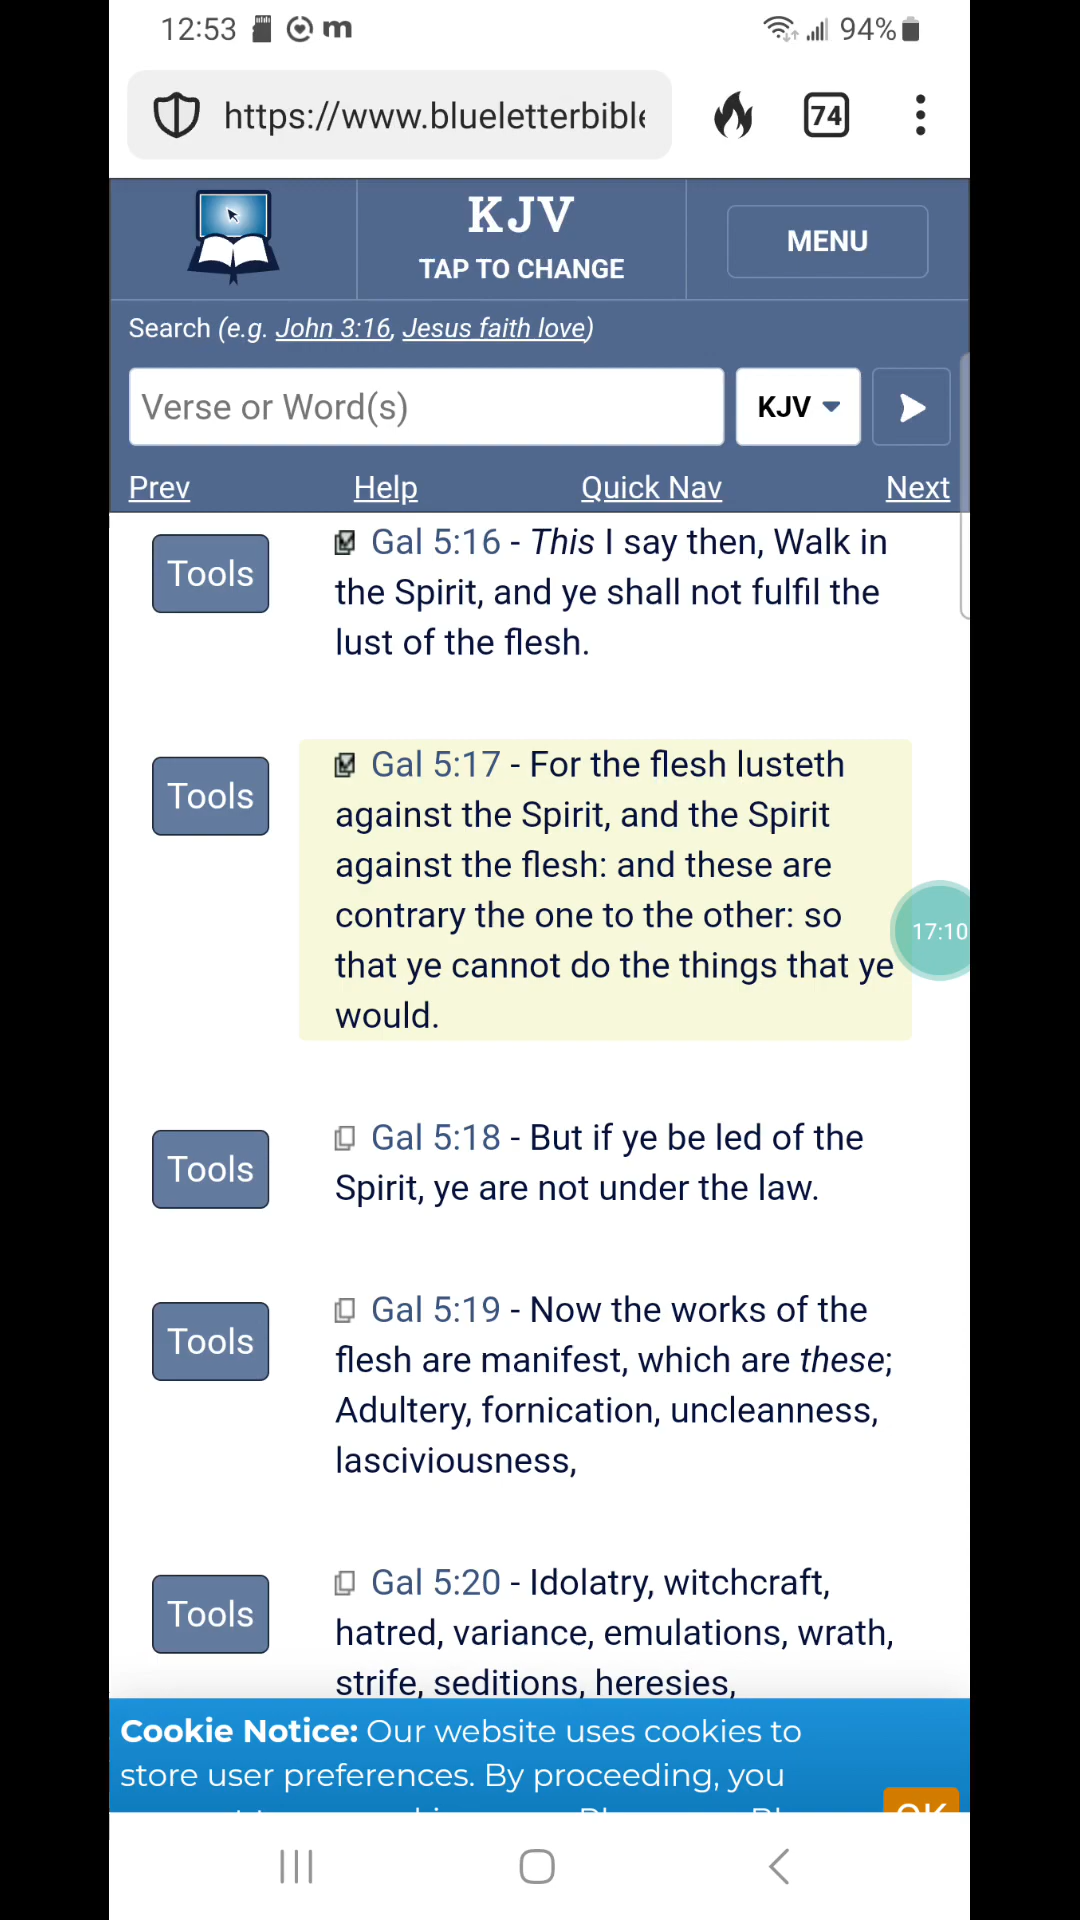 12:53 m 94%
https://www.blueletterbible 74
KJV
TAP TO CHANGE
MENU
Search (e.g. John 3:16, Jesus faith love)
Verse or Word(s) KJV
Prev Help Quick Nav Next
Tools
Gal 5:16 - This I say then, Walk in
the Spirit, and ye shall not fulfil the
lust of the flesh.
Tools
Gal 5:17 - For the flesh lusteth
against the Spirit, and the Spirit
against the flesh: and these are
contrary the one to the other: so
that ye cannot do the things that ye
would.
17:10
Tools
Gal 5:18 - But if ye be led of the
Spirit, ye are not under the law.
Tools
Gal 5:19 - Now the works of the
flesh are manifest, which are these;
Adultery, fornication, uncleanness,
lasciviousness,
Tools
Gal 5:20 - Idolatry, witchcraft,
hatred, variance, emulations, wrath,
strife, seditions, heresies,
Cookie Notice: Our website uses cookies to
store user preferences. By proceeding, you
OK